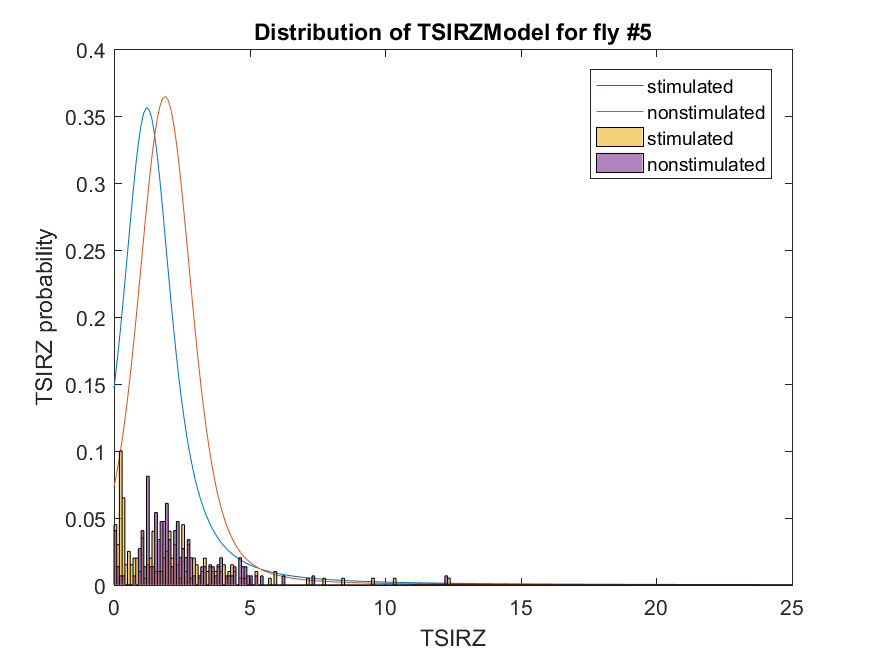 Distribution of TSIRZModel for fly #5
0.4
0.35
0.3
0.25
0.2
0.15
0.1
0.05
0
TSIRZ probability
stimulated
nonstimulated
stimulated
nonstimulated
0 5 10 15 20 25
TSIRZ